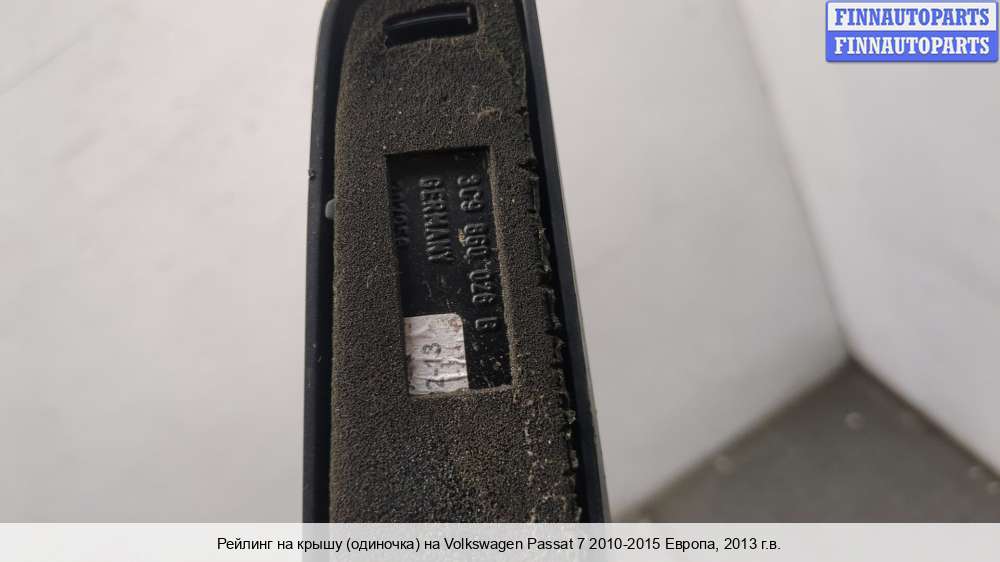 FINNAUTOPARTS
FINNAUTOPARTS
3C9 860 026 G
GERMANY
2-13
Рейлинг на крышу (одиночка) на Volkswagen Passat 7 2010-2015 Европа, 2013 г.в.